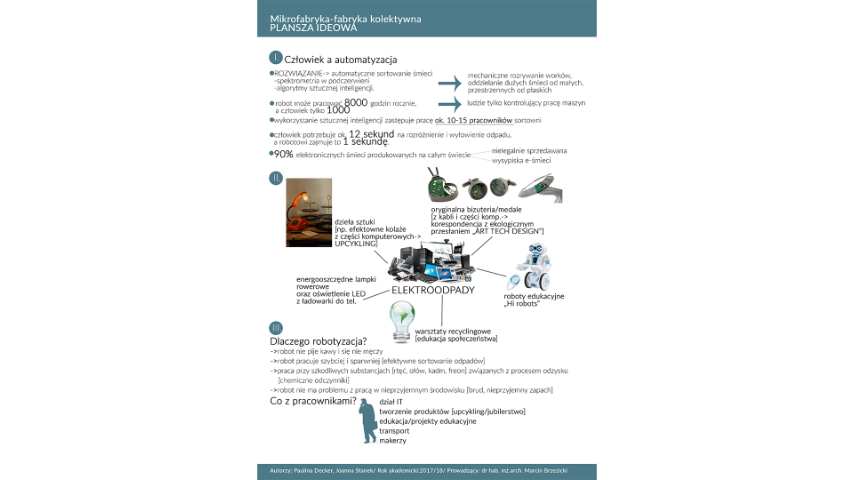 Mikrofabryka-fabryka kolektywna
PLANSZA IDEOWA
I.
Człowiek a automatyzacja
ROZWIĄZANIE-> automatyczne sortowanie śmieci
-spektrometria w podczerwieni
-algorytmy sztucznej inteligencji.
mechaniczne rozrywanie worków,
oddzielanie dużych śmieci od małych,
przestrzennych od płaskich
robot może pracować 8000 godzin rocznie,
a człowiek tylko 1000
ludzie tylko kontrolujący pracę maszyn
wykorzystanie sztucznej inteligencji zastępuje pracę ok. 10-15 pracowników sortowni
człowiek potrzebuje ok. 12 sekund na rozróżnienie i wyłowienie odpadu,
a robotowi zajmuje to 1 sekundę.
90% elektronicznych śmieci produkowanych na całym świecie
nielegalnie sprzedawana
wysypiska e-śmieci
II.
dzieła sztuki
[np. efektowne kolaże
z części komputerowych->
UPCYKLING]
oryginalna biżuteria/medale
[z kabli i części komp.->
korespondencja z ekologicznym
przesłaniem „ART TECH DESIGN"]
energooszczędne lampki
rowerowe
oraz oświetlenie LED
z ładowarki do tel.
ELEKTROODPADY
roboty edukacyjne
„Hi robots"
warsztaty recyclingowe
[edukacja społeczeństwa]
III
Dlaczego robotyzacja?
->robot nie pije kawy i się nie męczy
->robot pracuje szybciej i sparwniej [efektywne sortowanie odpadów]
->praca przy szkodliwych substancjach [rtęć, ołów, kadm, freon] związanych z procesem odzysku
[chemiczne odczynniki]
->robot nie ma problemu z pracą w nieprzyjemnym środowisku [brud, nieprzyjemny zapach]
Co z pracownikami?
dział IT
tworzenie produktów [upcykling/jubilerstwo]
edukacja/projekty edukacyjne
transport
makerzy
Autorzy: Paulina Decker, Joanna Stanek/ Rok akademicki:2017/18/ Prowadzący: dr hab. inż.arch. Marcin Brzezicki